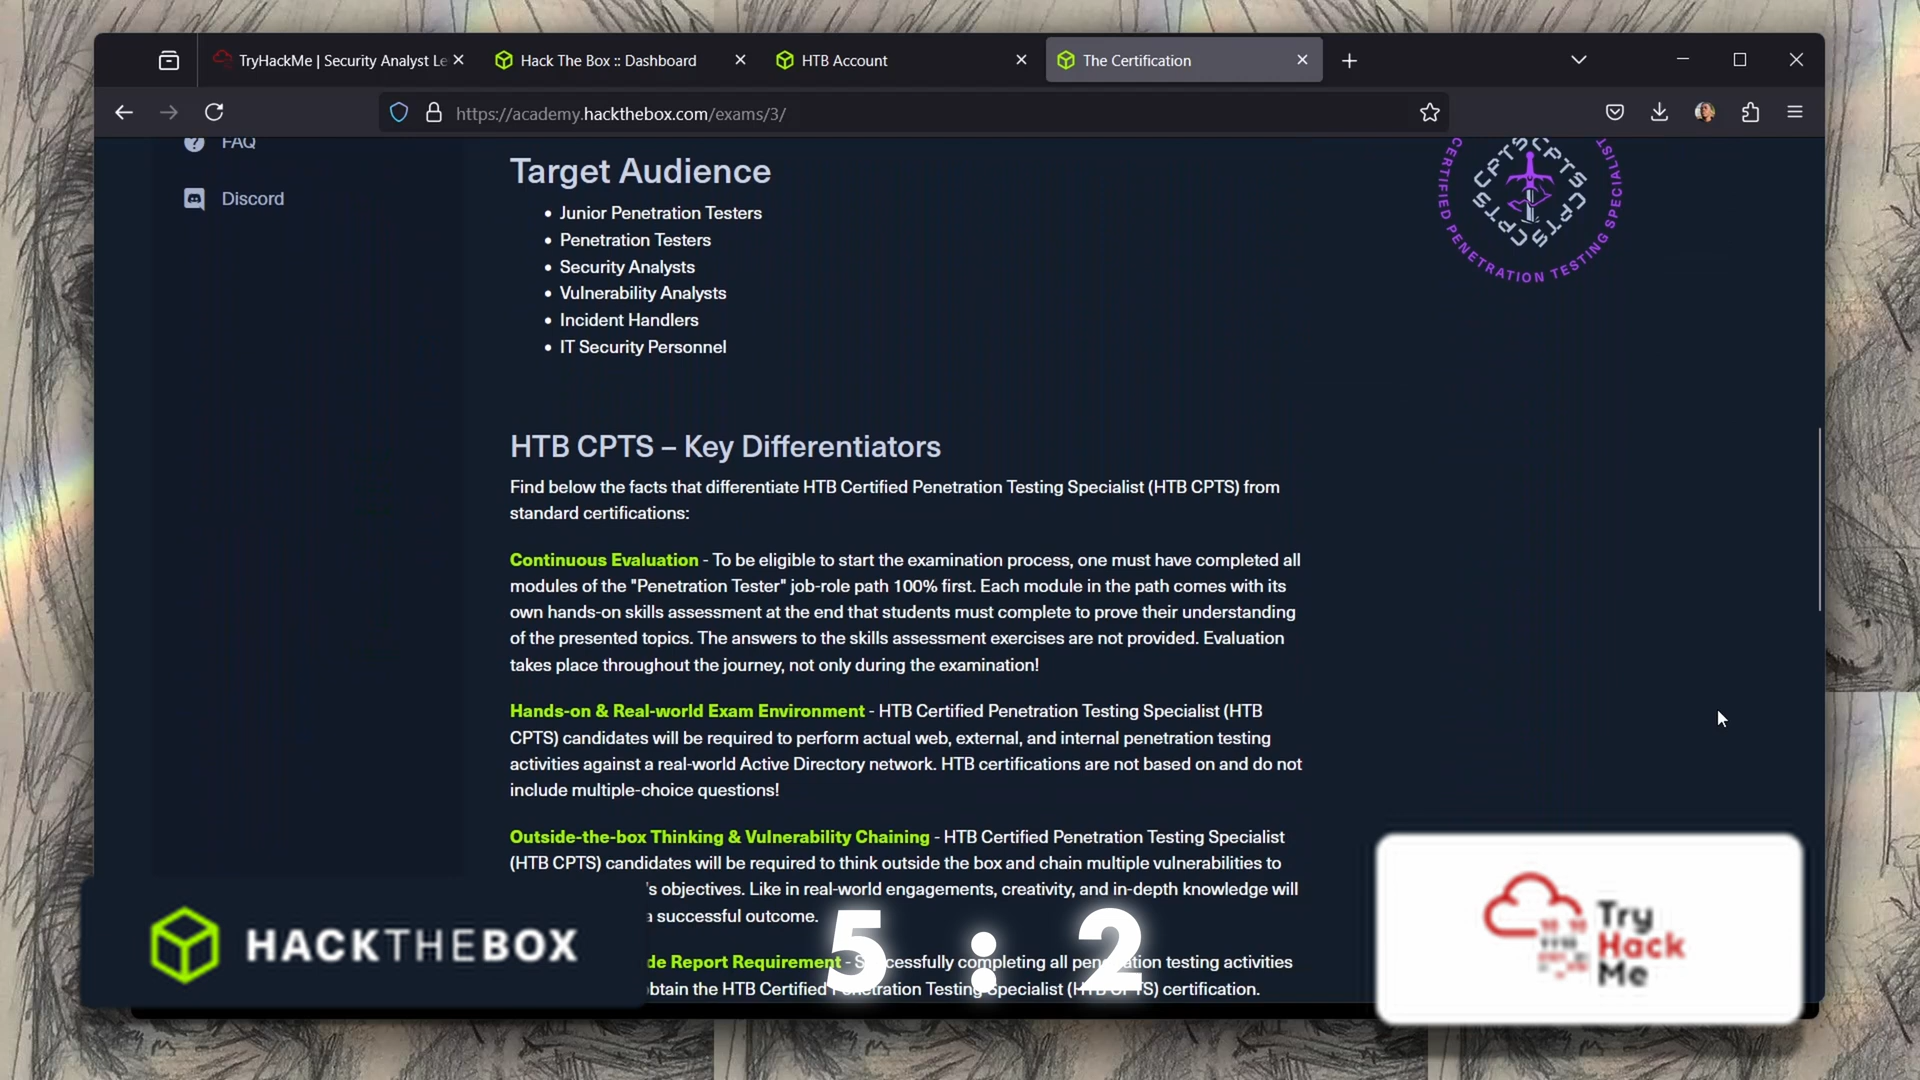 TryHackMe | Security Analyst Le
Hack The Box :: Dashboard
HTB Account
The Certification
https://academy.hackthebox.com/exams/3/
FAQ
Discord
Target Audience
• Junior Penetration Testers
• Penetration Testers
• Security Analysts
• Vulnerability Analysts
• Incident Handlers
• IT Security Personnel
CPTS CPTS CPTS CPTS
CERTIFIED PENETRATION TESTING SPECIALIST
HTB CPTS – Key Differentiators
Find below the facts that differentiate HTB Certified Penetration Testing Specialist (HTB CPTS) from
standard certifications:
Continuous Evaluation - To be eligible to start the examination process, one must have completed all
modules of the "Penetration Tester" job-role path 100% first. Each module in the path comes with its
own hands-on skills assessment at the end that students must complete to prove their understanding
of the presented topics. The answers to the skills assessment exercises are not provided. Evaluation
takes place throughout the journey, not only during the examination!
Hands-on & Real-world Exam Environment - HTB Certified Penetration Testing Specialist (HTB
CPTS) candidates will be required to perform actual web, external, and internal penetration testing
activities against a real-world Active Directory network. HTB certifications are not based on and do not
include multiple-choice questions!
Outside-the-box Thinking & Vulnerability Chaining - HTB Certified Penetration Testing Specialist
(HTB CPTS) candidates will be required to think outside the box and chain multiple vulnerabilities to
's objectives. Like in real-world engagements, creativity, and in-depth knowledge will
a successful outcome.
de Report Requirement - Successfully completing all penetration testing activities
obtain the HTB Certified Penetration Testing Specialist (HTB CPTS) certification.
HACKTHEBOX
5 : 2
Try
Hack
Me